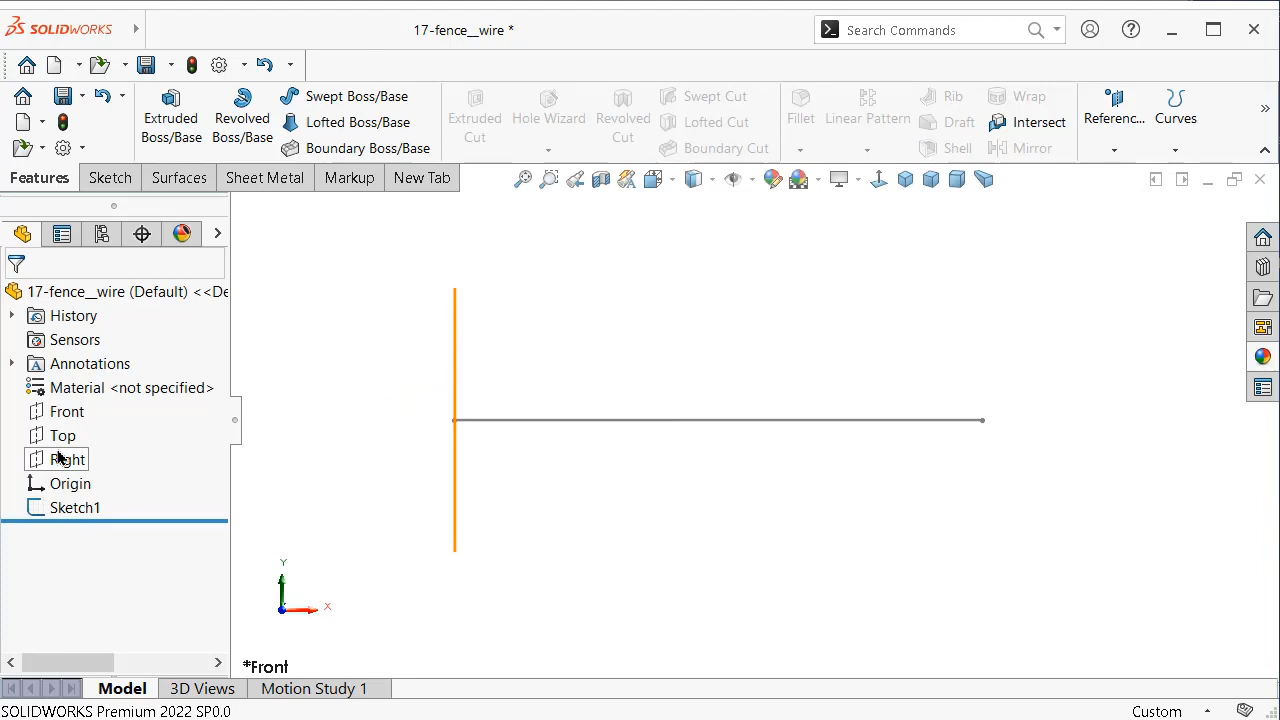 SOLIDWORKS
17-fence__wire *
Search Commands
Extruded Boss/Base
Revolved Boss/Base
Swept Boss/Base
Lofted Boss/Base
Boundary Boss/Base
Extruded Cut
Hole Wizard
Revolved Cut
Swept Cut
Lofted Cut
Boundary Cut
Fillet
Linear Pattern
Rib
Draft
Shell
Wrap
Intersect
Mirror
Referenc...
Curves
Features
Sketch
Surfaces
Sheet Metal
Markup
New Tab
17-fence__wire (Default) <<De
History
Sensors
Annotations
Material <not specified>
Front
Top
Right
Origin
Sketch1
Y
X
*Front
Model
3D Views
Motion Study 1
SOLIDWORKS Premium 2022 SP0.0
Custom